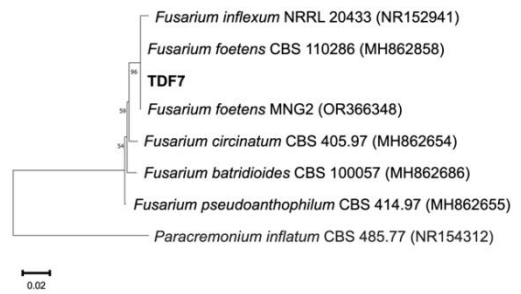 Fusarium inflexum NRRL 20433 (NR152941)
Fusarium foetens CBS 110286 (MH862858)
96
TDF7
Fusarium foetens MNG2 (OR366348)
56
Fusarium circinatum CBS 405.97 (MH862654)
54
Fusarium batridioides CBS 100057 (MH862686)
Fusarium pseudoanthophilum CBS 414.97 (MH862655)
Paracremonium inflatum CBS 485.77 (NR154312)
0.02